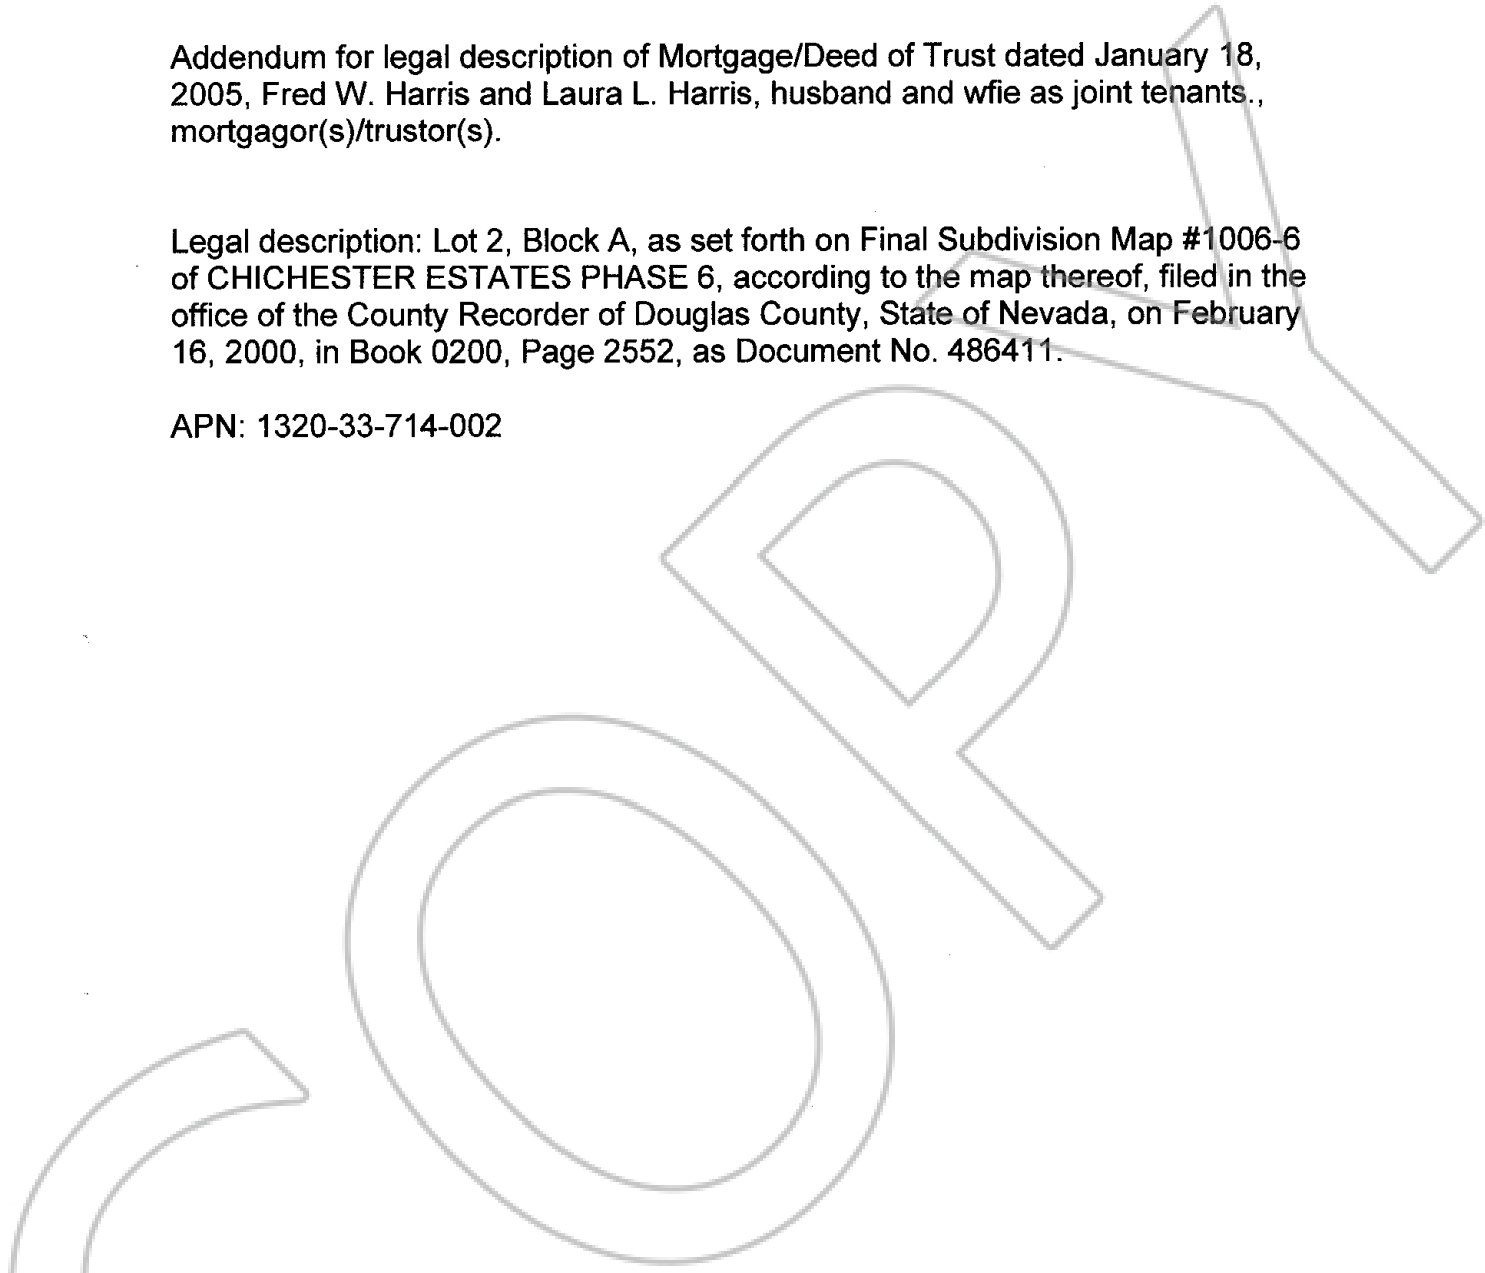 Addendum for legal description of Mortgage/Deed of Trust dated January 18,
2005, Fred W. Harris and Laura L. Harris, husband and wfie as joint tenants.,
mortgagor(s)/trustor(s).
Legal description: Lot 2, Block A, as set forth on Final Subdivision Map #1006-6
of CHICHESTER ESTATES PHASE 6, according to the map thereof, filed in the
office of the County Recorder of Douglas County, State of Nevada, on February
16, 2000, in Book 0200, Page 2552, as Document No. 486411.
APN: 1320-33-714-002
COPY